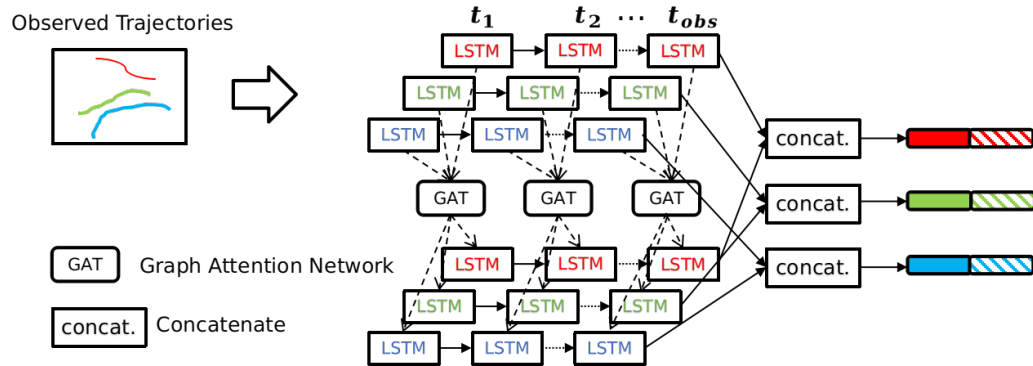 Observed Trajectories
t1 t2 ... tobs
LSTM LSTM LSTM
LSTM LSTM LSTM
LSTM LSTM LSTM
GAT GAT GAT
LSTM LSTM LSTM
LSTM LSTM LSTM
LSTM LSTM LSTM
concat.
concat.
concat.
GAT Graph Attention Network
concat. Concatenate